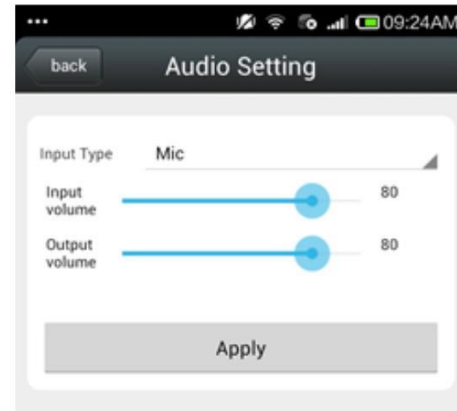 09:24AM
back
Audio Setting
Input Type
Mic
Input
volume
80
Output
volume
80
Apply